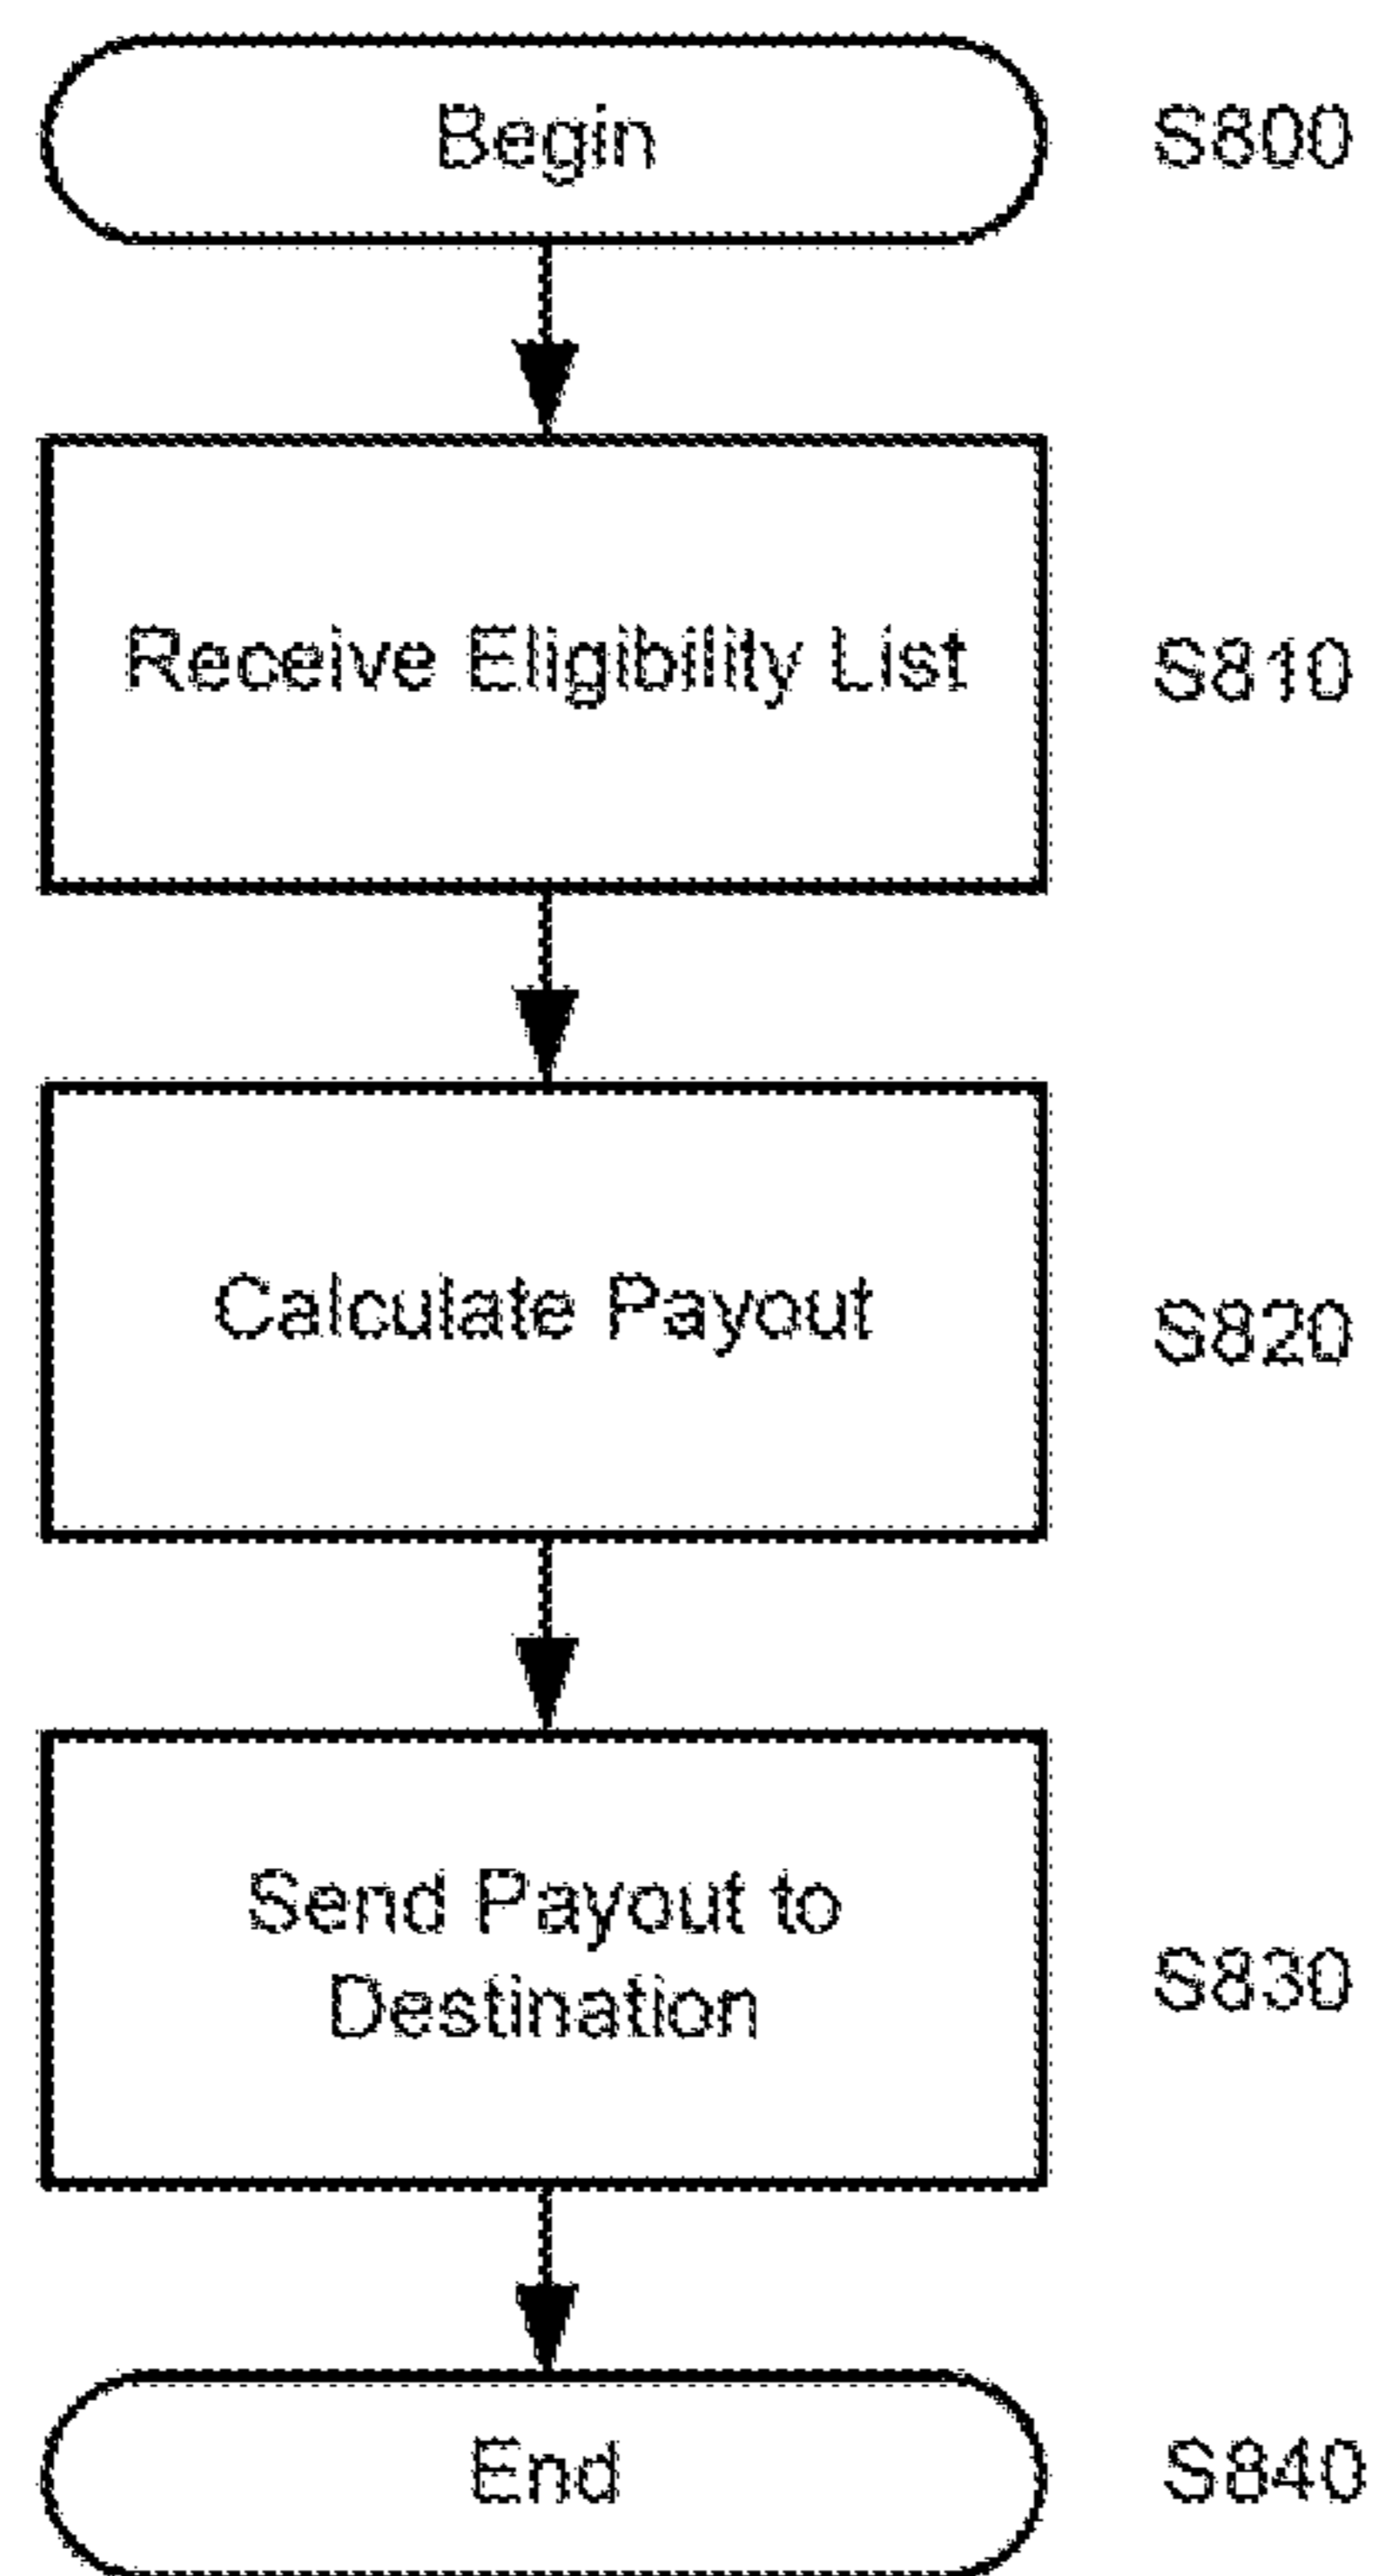 Begin
S800
Receive Eligibility List
S810
Calculate Payout
S820
Send Payout to
Destination
S830
End
S840